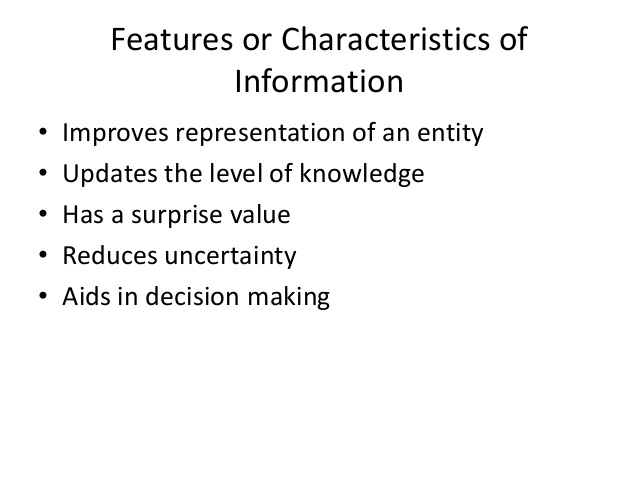 Features or Characteristics of
Information
• Improves representation of an entity
• Updates the level of knowledge
• Has a surprise value
• Reduces uncertainty
• Aids in decision making